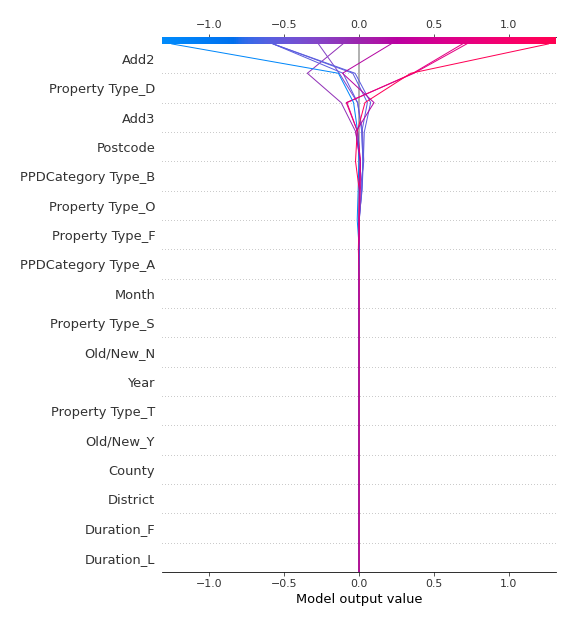 −1.0 −0.5 0.0 0.5 1.0
Add2
Property Type_D
Add3
Postcode
PPDCategory Type_B
Property Type_O
Property Type_F
PPDCategory Type_A
Month
Property Type_S
Old/New_N
Year
Property Type_T
Old/New_Y
County
District
Duration_F
Duration_L
−1.0 −0.5 0.0 0.5 1.0
Model output value